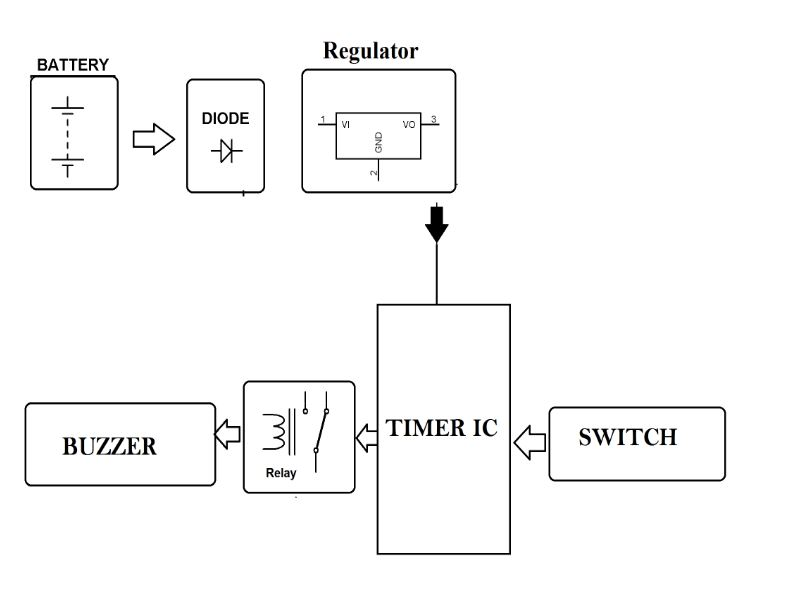 Regulator
BATTERY
DIODE
1
VI
VO
3
GND
2
TIMER IC
SWITCH
BUZZER
Relay